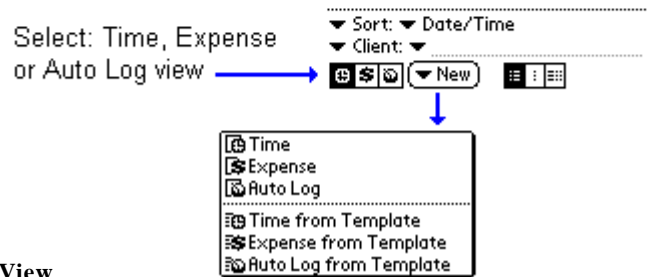 Sort: Date/Time
Select: Time, Expense
Client:
or Auto Log view
New
Time
Expense
Auto Log
Time from Template
Expense from Template
Auto Log from Template
View